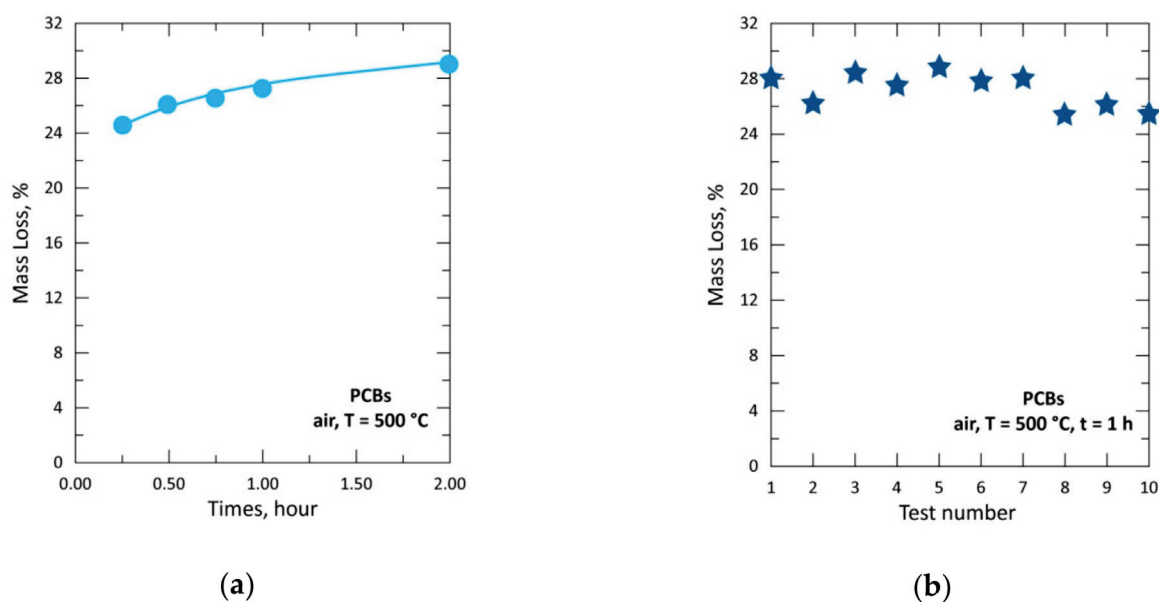 32
28
24
20
16
12
8
4
0
Mass Loss, %
PCBs
air, T = 500 °C
0.00 0.50 1.00 1.50 2.00
Times, hour
(a)
32
28
24
20
16
12
8
4
0
Mass Loss, %
PCBs
air, T = 500 °C, t = 1 h
1 2 3 4 5 6 7 8 9 10
Test number
(b)